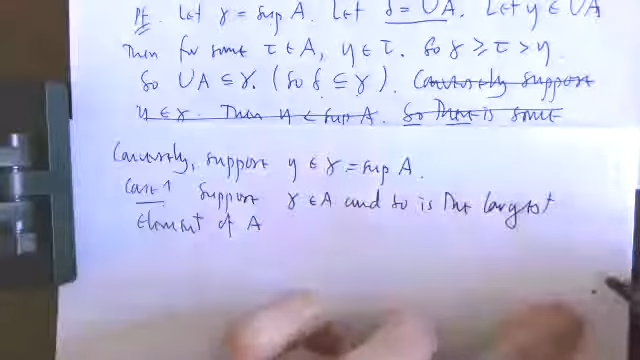 Pf. Let γ = sup A. Let δ = ∪A. Let η ∈ ∪A
Then for some τ ∈ A, η ∈ τ. So γ ≥ τ > η.
So ∪A ⊆ γ. (So δ ⊆ γ). Conversely suppose
η ∈ γ. Then η < sup A. So There is some
Conversely, suppose η ∈ γ = sup A.
Case 1 Suppose γ ∈ A and so is the largest
element of A